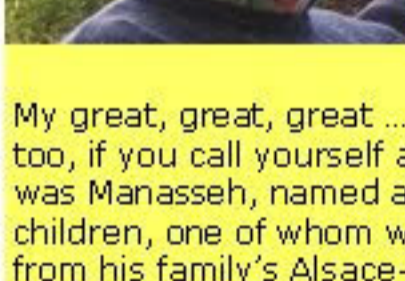 My great, great, great ...
too, if you call yourself a
was Manasseh, named a
children, one of whom w
from his family's Alsace-